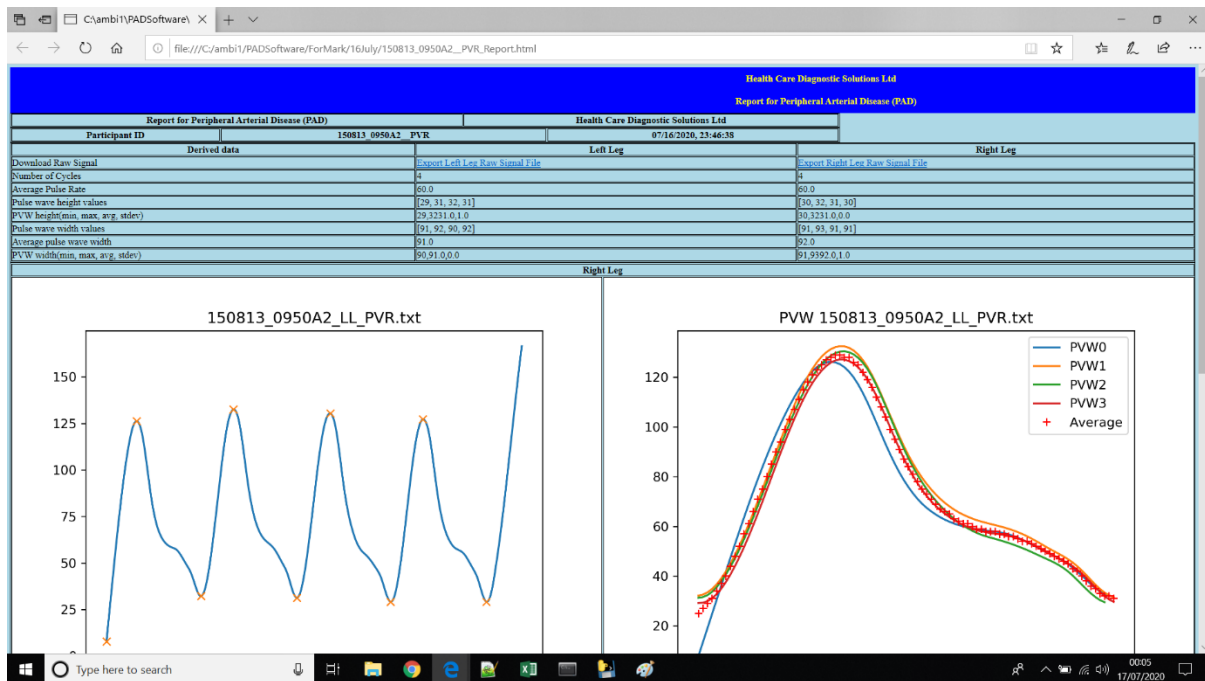 C:\ambi1\PADSoftware\
file:///C:/ambi1/PADSoftware/ForMark/16July/150813_0950A2__PVR_Report.html
Health Care Diagnostic Solutions Ltd
Report for Peripheral Arterial Disease (PAD)
Report for Peripheral Arterial Disease (PAD) Health Care Diagnostic Solutions Ltd
Participant ID 150813_0950A2__PVR 07/16/2020, 23:46:38
Derived data Left Leg Right Leg
Download Raw Signal Export Left Leg Raw Signal File Export Right Leg Raw Signal File
Number of Cycles 4 4
Average Pulse Rate 60.0 60.0
Pulse wave height values [29, 31, 32, 31] [30, 32, 31, 30]
PVW height(min, max, avg, stdev) 29,3231.0,1.0 30,3231.0,0.0
Pulse wave width values [91, 92, 90, 92] [91, 93, 91, 91]
Average pulse wave width 91.0 92.0
PVW width(min, max, avg, stdev) 90,91.0,0.0 91,9392.0,1.0
Right Leg
150813_0950A2_LL_PVR.txt
150
125
100
75
50
25
0
PVW 150813_0950A2_LL_PVR.txt
PVW0
PVW1
PVW2
PVW3
Average
120
100
80
60
40
20
Type here to search
00:05
17/07/2020